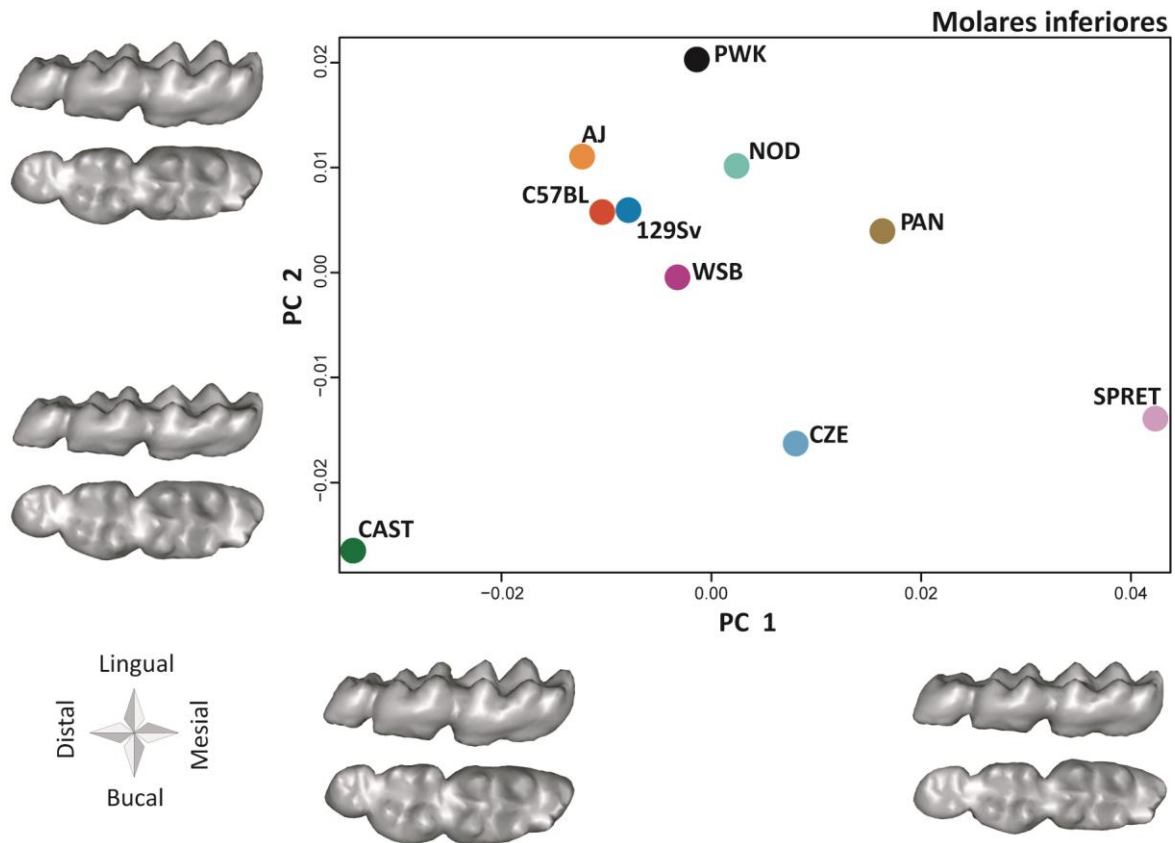 Molares inferiores
PWK
AJ
NOD
C57BL
129Sv
PAN
WSB
SPRET
CZE
CAST
0.02
0.01
0.00
−0.01
−0.02
PC 2
−0.02
0.00
0.02
0.04
PC 1
Lingual
Distal
Mesial
Bucal